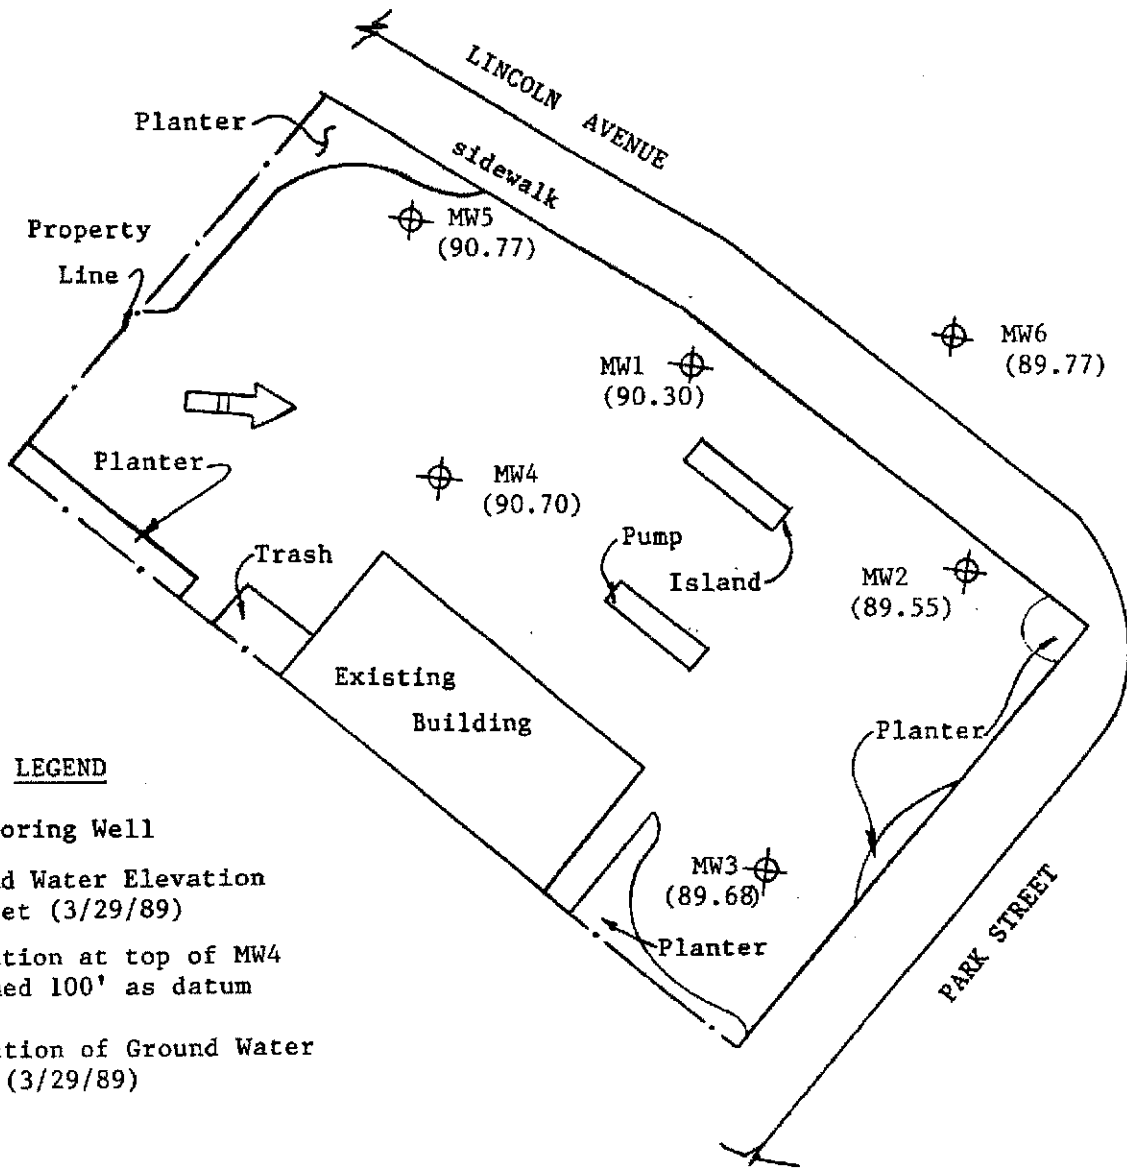 LINCOLN AVENUE
Planter
sidewalk
MW5
(90.77)
Property
Line
MW6
(89.77)
MW1
(90.30)
Planter
MW4
(90.70)
Pump
Trash
Island
MW2
(89.55)
Existing
Building
Planter
LEGEND
oring Well
d Water Elevation
et (3/29/89)
MW3
(89.68)
tion at top of MW4
ed 100' as datum
Planter
PARK STREET
tion of Ground Water
(3/29/89)